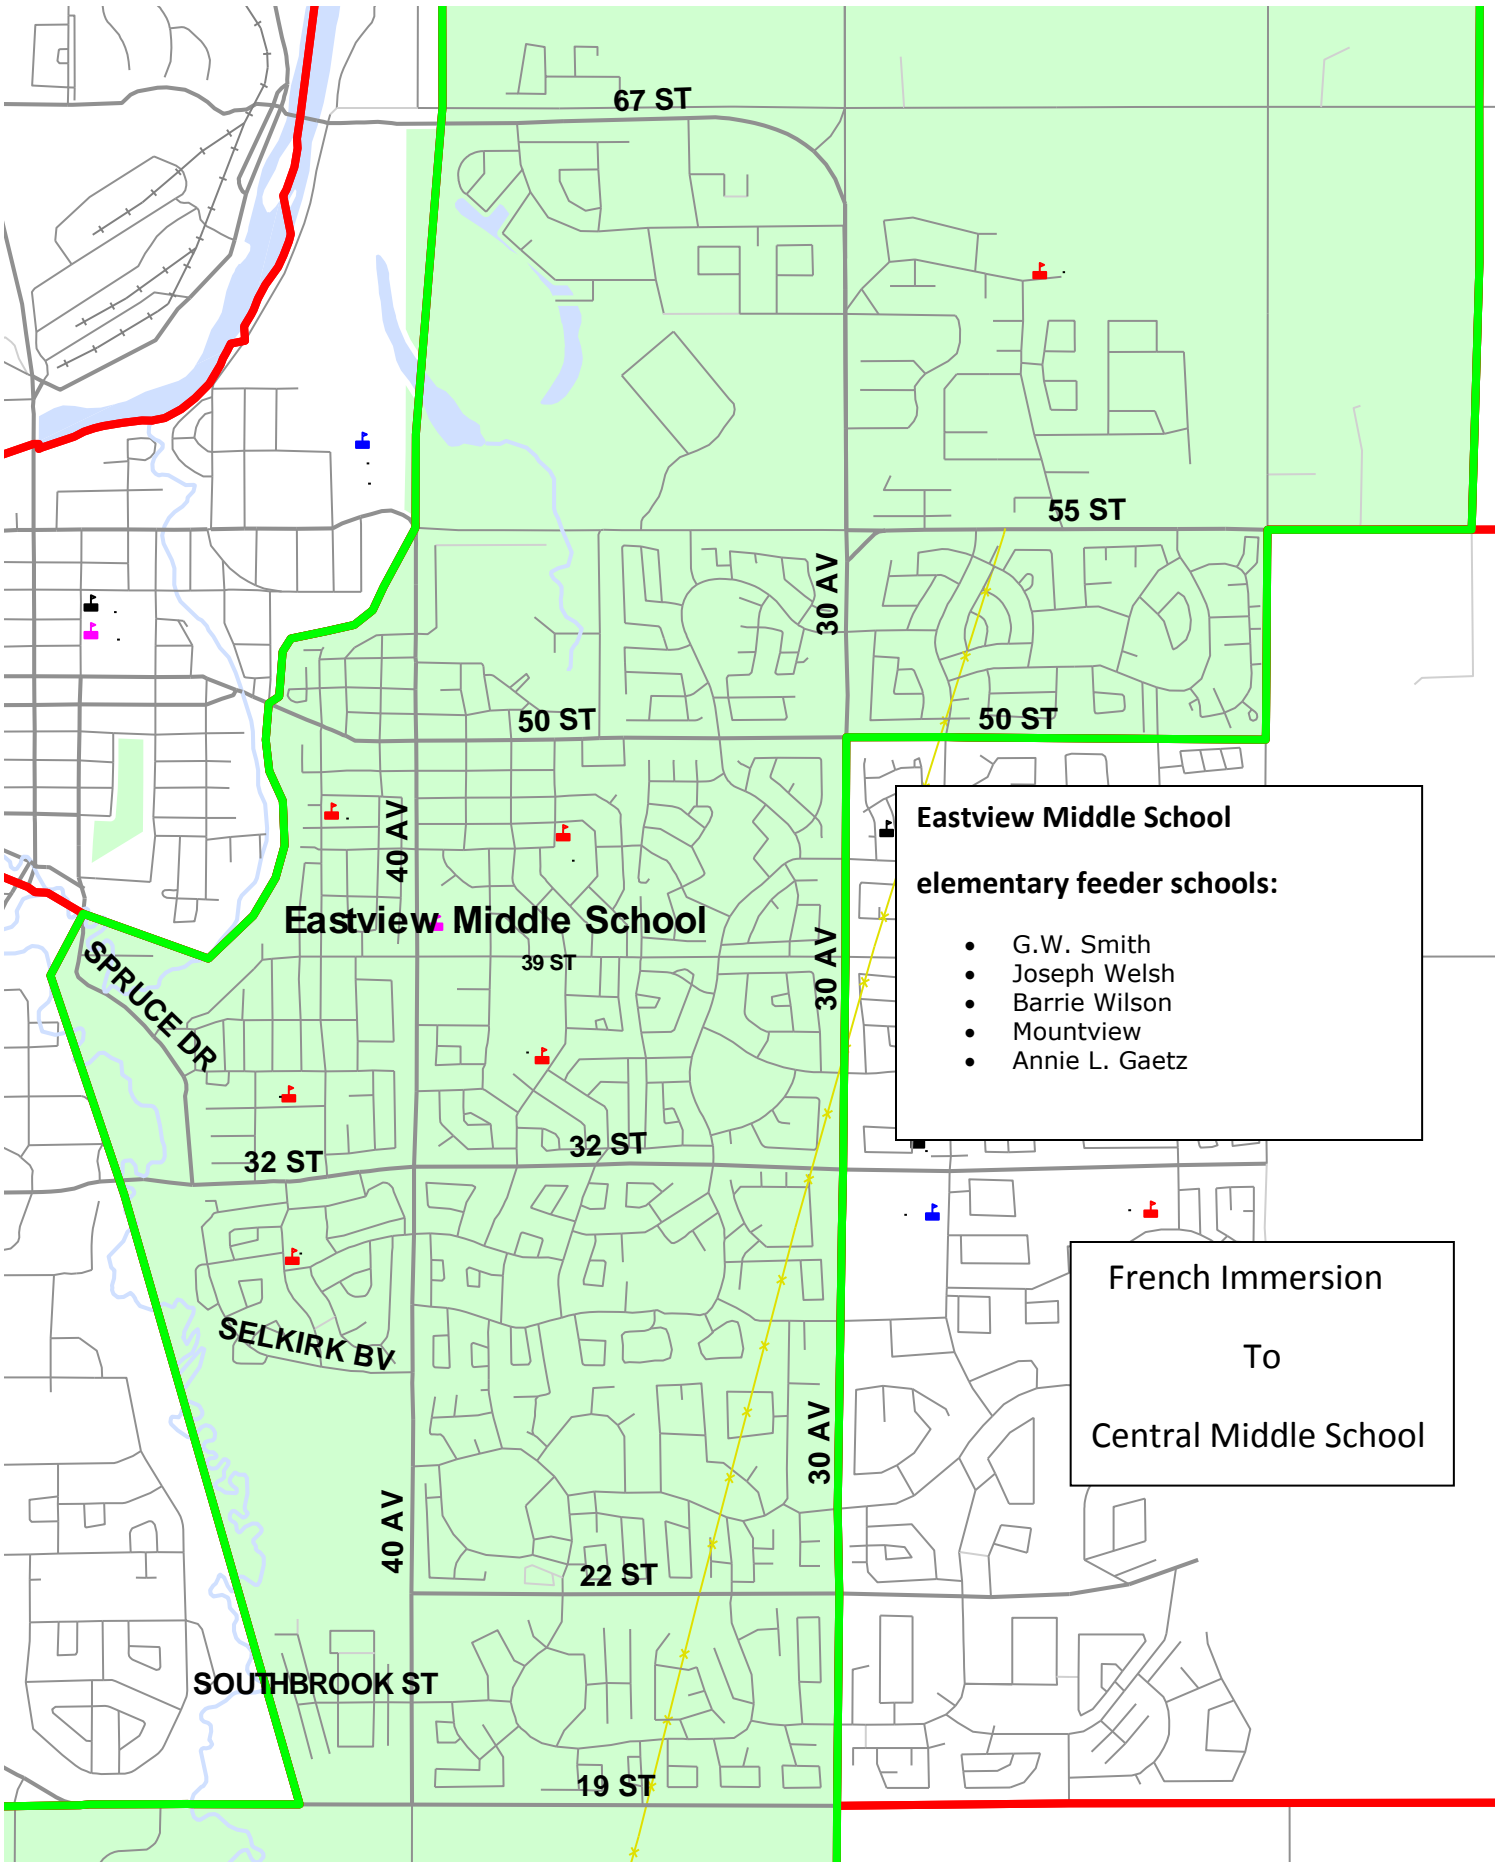 67 ST
55 ST
30 AV
50 ST
50 ST
40 AV
Eastview Middle School
elementary feeder schools:
• G.W. Smith
• Joseph Welsh
• Barrie Wilson
• Mountview
• Annie L. Gaetz
Eastview Middle School
39 ST
30 AV
SPRUCE DR
32 ST
32 ST
French Immersion
To
Central Middle School
SELKIRK BV
30 AV
40 AV
22 ST
SOUTHBROOK ST
19 ST